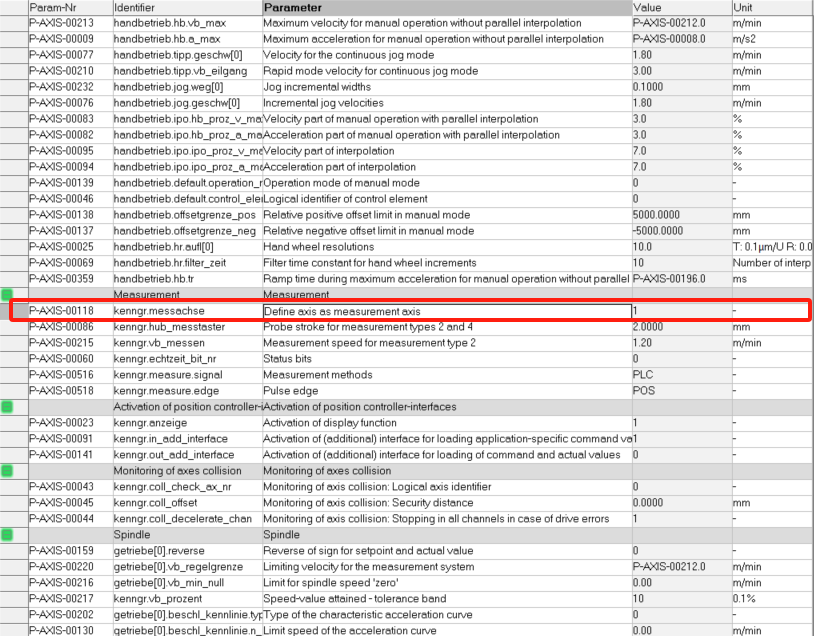 Param-Nr Identifier Parameter Value Unit
P-AXIS-00213 handbetrieb.hb.vb_max Maximum velocity for manual operation without parallel interpolation P-AXIS-00212.0 m/min
P-AXIS-00009 handbetrieb.hb.a_max Maximum acceleration for manual operation without parallel interpolation P-AXIS-00008.0 m/s2
P-AXIS-00077 handbetrieb.tipp.geschw[0] Velocity for the continuous jog mode 1.80 m/min
P-AXIS-00210 handbetrieb.tipp.vb_eilgang Rapid mode velocity for continuous jog mode 3.00 m/min
P-AXIS-00232 handbetrieb.jog.weg[0] Jog incremental widths 0.1000 mm
P-AXIS-00076 handbetrieb.jog.geschw[0] Incremental jog velocities 1.80 m/min
P-AXIS-00083 handbetrieb.ipo.hb_proz_v_ma Velocity part of manual operation with parallel interpolation 3.0 %
P-AXIS-00082 handbetrieb.ipo.hb_proz_a_ma Acceleration part of manual operation with parallel interpolation 3.0 %
P-AXIS-00095 handbetrieb.ipo.ipo_proz_v_ma Velocity part of interpolation 7.0 %
P-AXIS-00094 handbetrieb.ipo.ipo_proz_a_ma Acceleration part of interpolation 7.0 %
P-AXIS-00139 handbetrieb.default.operation_r Operation mode of manual mode 0 -
P-AXIS-00046 handbetrieb.default.control_ele Logical identifier of control element 0 -
P-AXIS-00138 handbetrieb.offsetgrenze_pos Relative positive offset limit in manual mode 5000.0000 mm
P-AXIS-00137 handbetrieb.offsetgrenze_neg Relative negative offset limit in manual mode -5000.0000 mm
P-AXIS-00025 handbetrieb.hr.aufl[0] Hand wheel resolutions 10.0 T: 0.1µm/U R: 0.0
P-AXIS-00069 handbetrieb.hr.filter_zeit Filter time constant for hand wheel increments 10 Number of interp
P-AXIS-00359 handbetrieb.hb.tr Ramp time during maximum acceleration for manual operation without parallel P-AXIS-00196.0 ms
Measurement Measurement
P-AXIS-00118 kenngr.messachse Define axis as measurement axis 1 -
P-AXIS-00086 kenngr.hub_messtaster Probe stroke for measurement types 2 and 4 2.0000 mm
P-AXIS-00215 kenngr.vb_messen Measurement speed for measurement type 2 1.20 m/min
P-AXIS-00060 kenngr.echtzeit_bit_nr Status bits 0 -
P-AXIS-00516 kenngr.measure.signal Measurement methods PLC -
P-AXIS-00518 kenngr.measure.edge Pulse edge POS -
Activation of position controller-i Activation of position controller-interfaces
P-AXIS-00023 kenngr.anzeige Activation of display function 1 -
P-AXIS-00091 kenngr.in_add_interface Activation of (additional) interface for loading application-specific command va 1 -
P-AXIS-00141 kenngr.out_add_interface Activation of (additional) interface for loading of command and actual values 0 -
Monitoring of axes collision Monitoring of axes collision
P-AXIS-00043 kenngr.coll_check_ax_nr Monitoring of axis collision: Logical axis identifier 0 -
P-AXIS-00045 kenngr.coll_offset Monitoring of axis collision: Security distance 0.0000 mm
P-AXIS-00044 kenngr.coll_decelerate_chan Monitoring of axis collision: Stopping in all channels in case of drive errors 1 -
Spindle Spindle
P-AXIS-00159 getriebe[0].reverse Reverse of sign for setpoint and actual value 0 -
P-AXIS-00220 getriebe[0].vb_regelgrenze Limiting velocity for the measurement system P-AXIS-00212.0 m/min
P-AXIS-00216 getriebe[0].vb_min_null Limit for spindle speed 'zero' 0.00 m/min
P-AXIS-00217 kenngr.vb_prozent Speed-value attained - tolerance band 10 0.1%
P-AXIS-00202 getriebe[0].beschl_kennlinie.typ Type of the characteristic acceleration curve 0 -
P-AXIS-00130 getriebe[0].beschl_kennlinie.n_ Limit speed of the acceleration curve 0.00 m/min